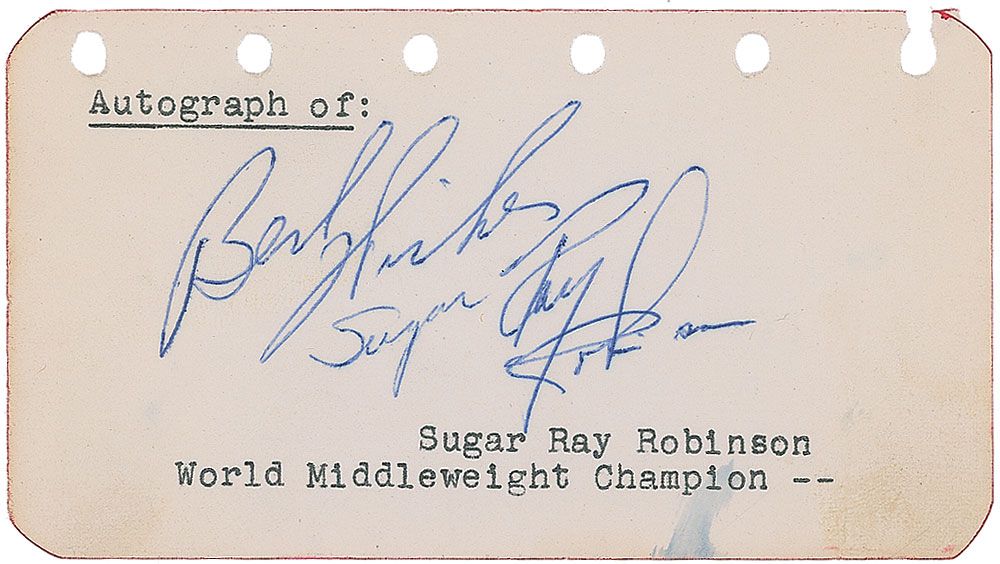 Autograph of:
Best Wishes
Sugar Ray
Robinson
Sugar Ray Robinson
World Middleweight Champion --